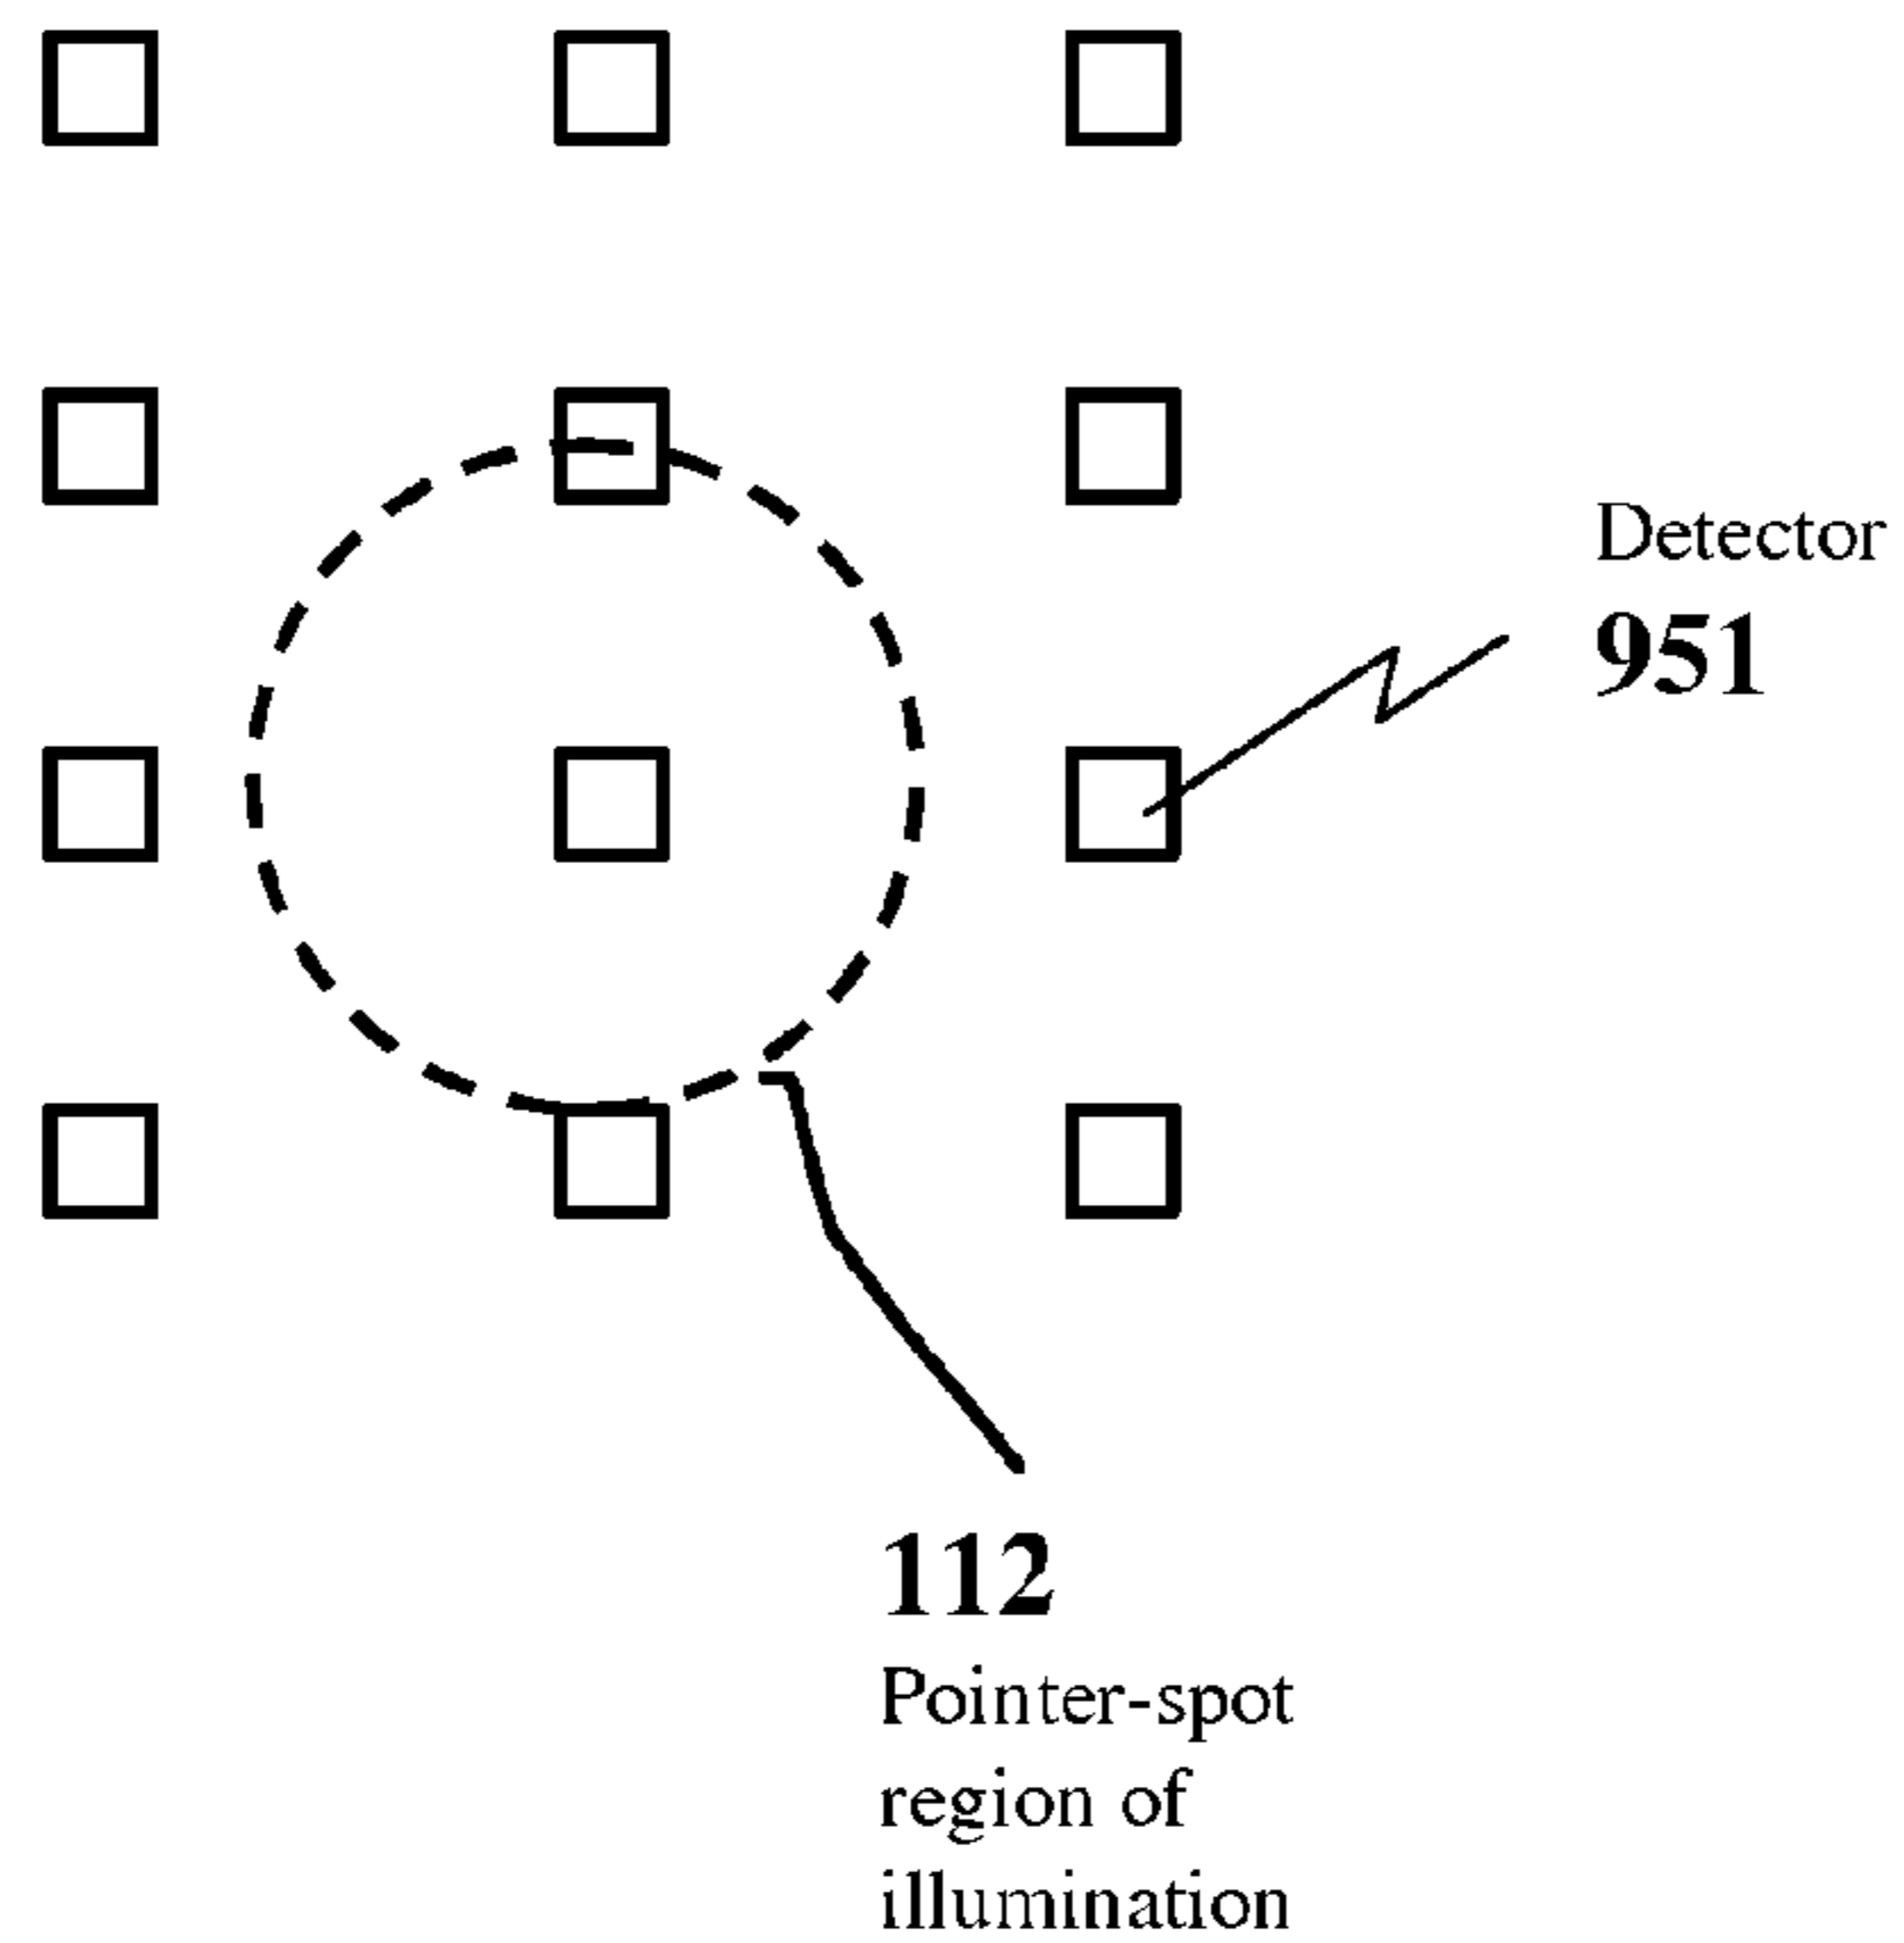 Detector
951
112
Pointer-spot
region of
illumination